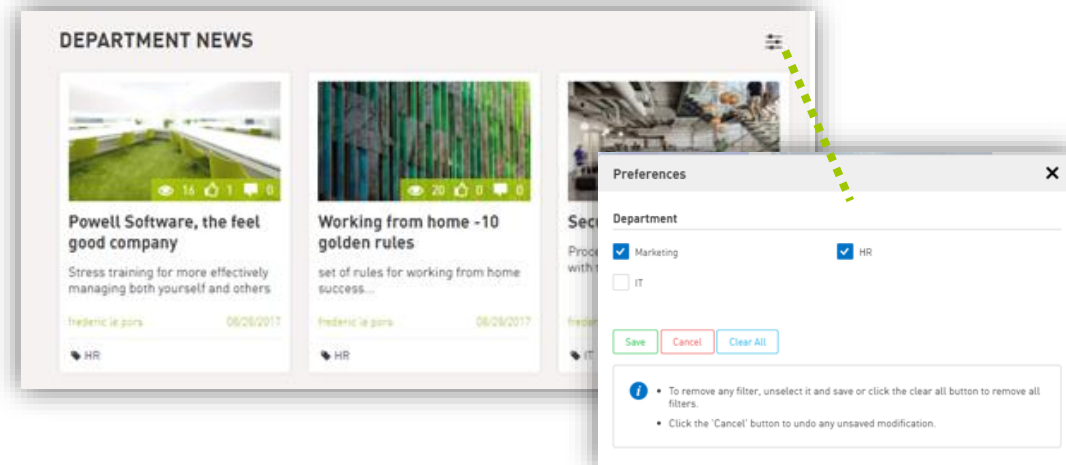 DEPARTMENT NEWS
16 1 0
20 0 0
Powell Software, the feel
good company
Stress training for more effectively
managing both yourself and others
frederic le pors 08/28/2017
HR
Working from home -10
golden rules
set of rules for working from home
success...
frederic le pors 08/28/2017
HR
IT
Preferences
Department
Marketing
HR
IT
Save
Cancel
Clear All
• To remove any filter, unselect it and save or click the clear all button to remove all
filters.
• Click the 'Cancel' button to undo any unsaved modification.